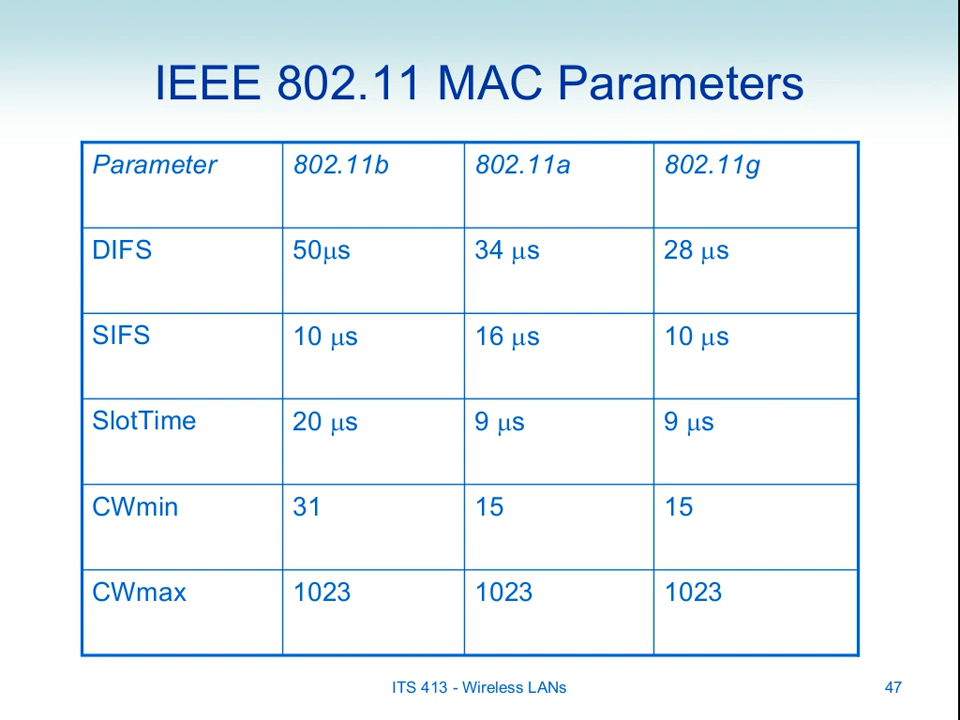 IEEE 802.11 MAC Parameters
Parameter 802.11b 802.11a 802.11g
DIFS 50μs 34 μs 28 μs
SIFS 10 μs 16 μs 10 μs
SlotTime 20 μs 9 μs 9 μs
CWmin 31 15 15
CWmax 1023 1023 1023
ITS 413 - Wireless LANs 47